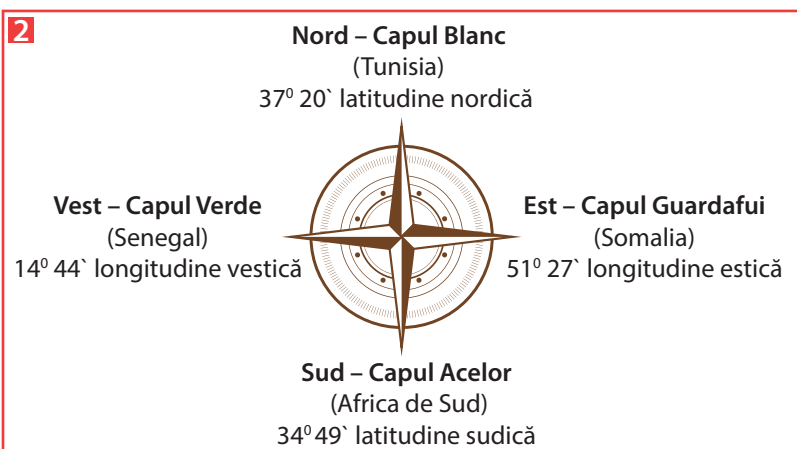 2
Nord – Capul Blanc
(Tunisia)
37⁰ 20` latitudine nordică
Vest – Capul Verde
(Senegal)
14⁰ 44` longitudine vestică
Est – Capul Guardafui
(Somalia)
51⁰ 27` longitudine estică
Sud – Capul Acelor
(Africa de Sud)
34⁰ 49` latitudine sudică